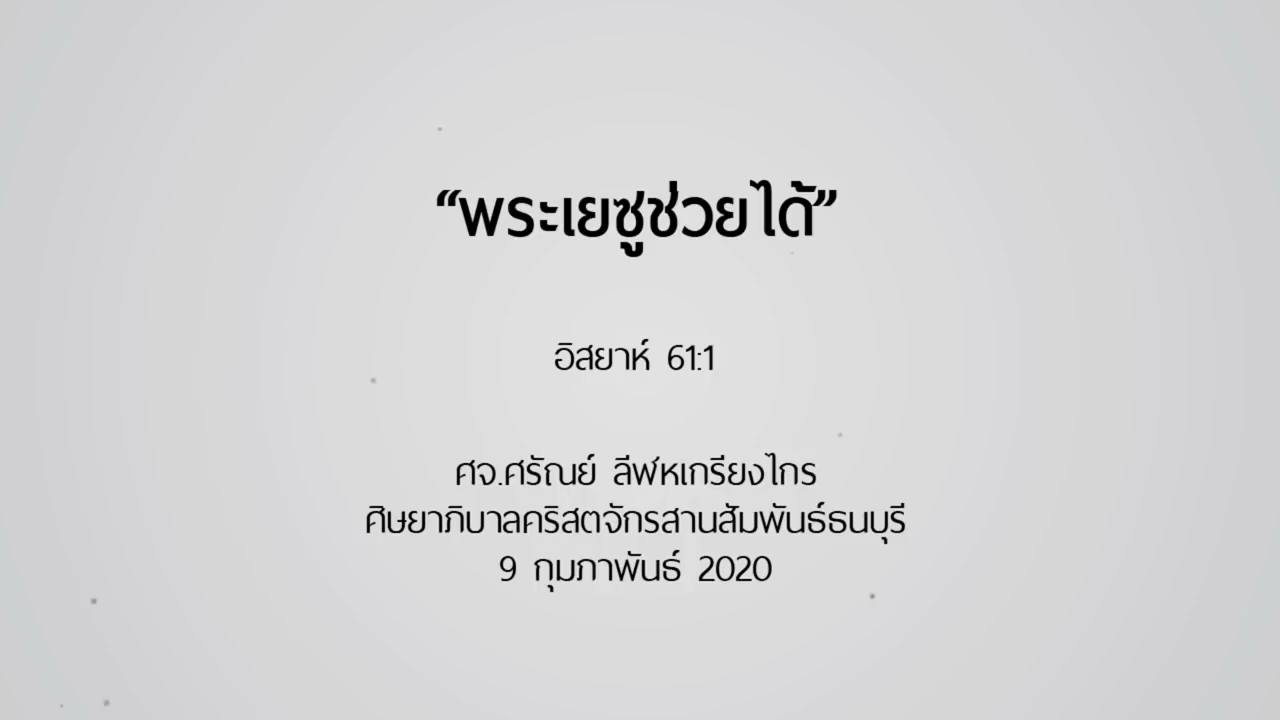 “พระเยซูช่วยได้”
อิสยาห์ 61:1
ศจ.ศรัณย์ ลีฬหเกรียงไกร
ศิษยาภิบาลคริสตจักรสานสัมพันธ์ธนบุรี
9 กุมภาพันธ์ 2020